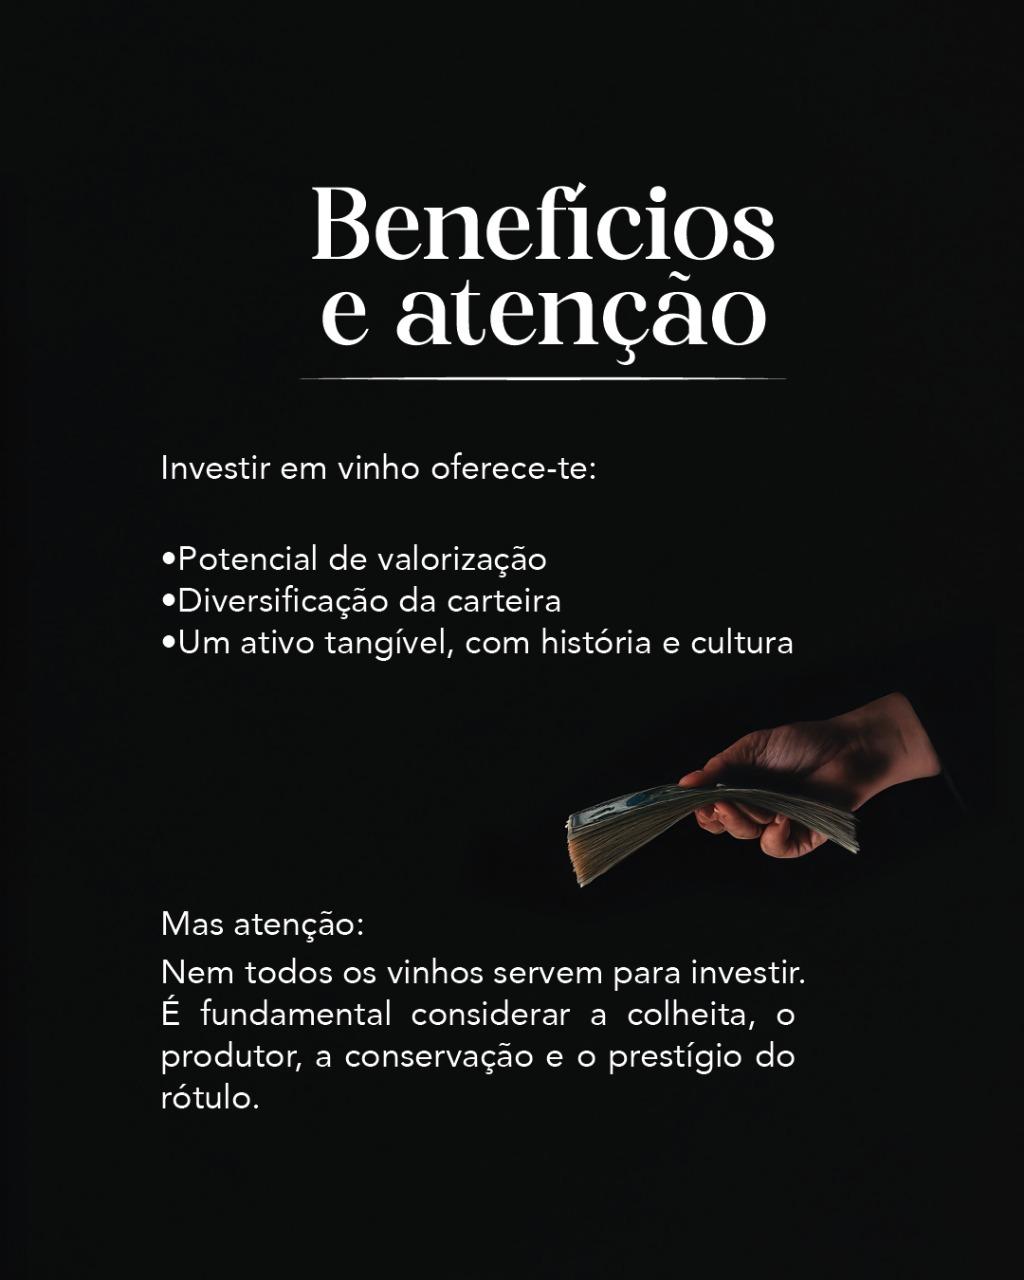 Benefícios
e atenção
Investir em vinho oferece-te:
•Potencial de valorização
•Diversificação da carteira
•Um ativo tangível, com história e cultura
Mas atenção:
Nem todos os vinhos servem para investir.
É fundamental considerar a colheita, o
produtor, a conservação e o prestígio do
rótulo.